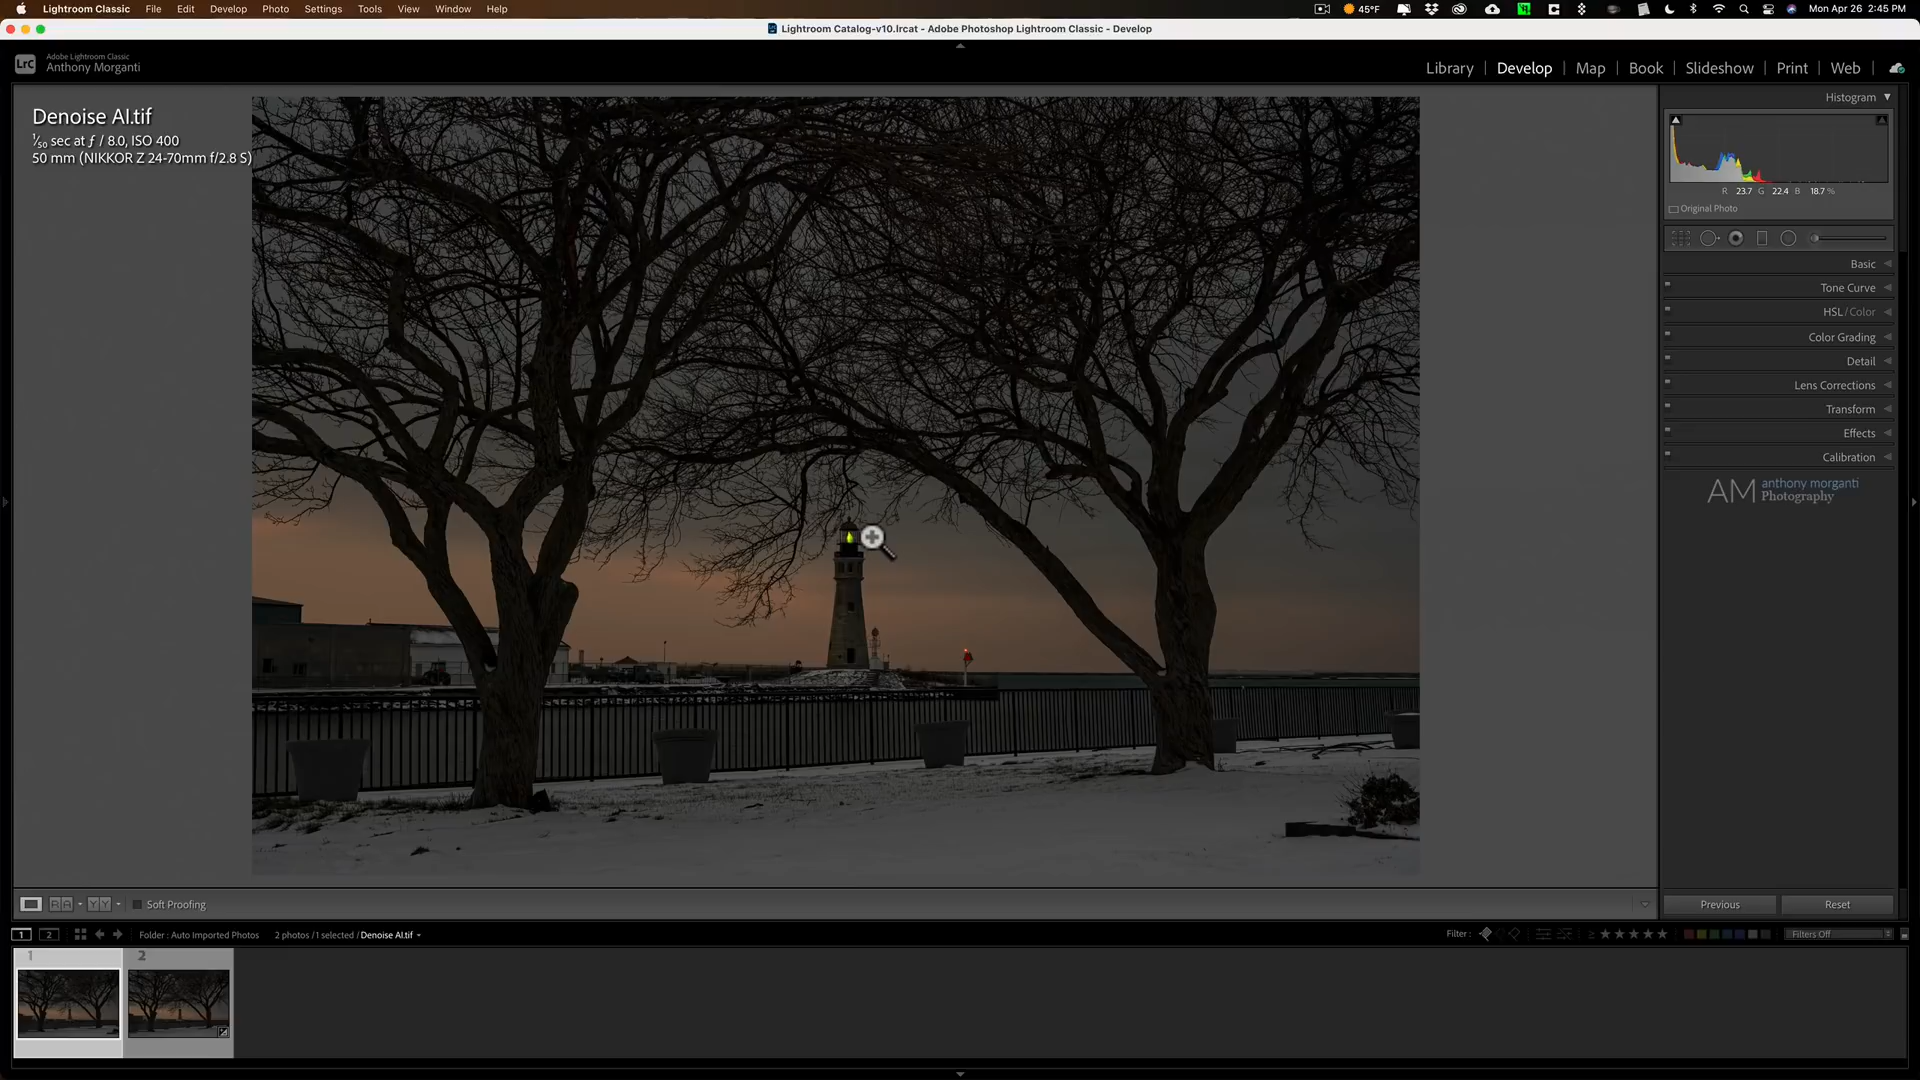 Lightroom Classic File Edit Develop Photo Settings Tools View Window Help 45°F Mon Apr 26 2:45 PM
Lightroom Catalog-v10.lrcat - Adobe Photoshop Lightroom Classic - Develop
LrC Adobe Lightroom Classic
Anthony Morganti
Library | Develop | Map | Book | Slideshow | Print | Web |
Histogram
Denoise AI.tif
1/50 sec at ƒ / 8.0, ISO 400
50 mm (NIKKOR Z 24-70mm f/2.8 S)
R 23.7 G 22.4 B 18.7 %
Original Photo
Basic
Tone Curve
HSL / Color
Color Grading
Detail
Lens Corrections
Transform
Effects
Calibration
AM anthony morganti
Photography
Soft Proofing
Previous Reset
1 2 Folder : Auto Imported Photos 2 photos / 1 selected / Denoise AI.tif Filter : Filters Off
1 2